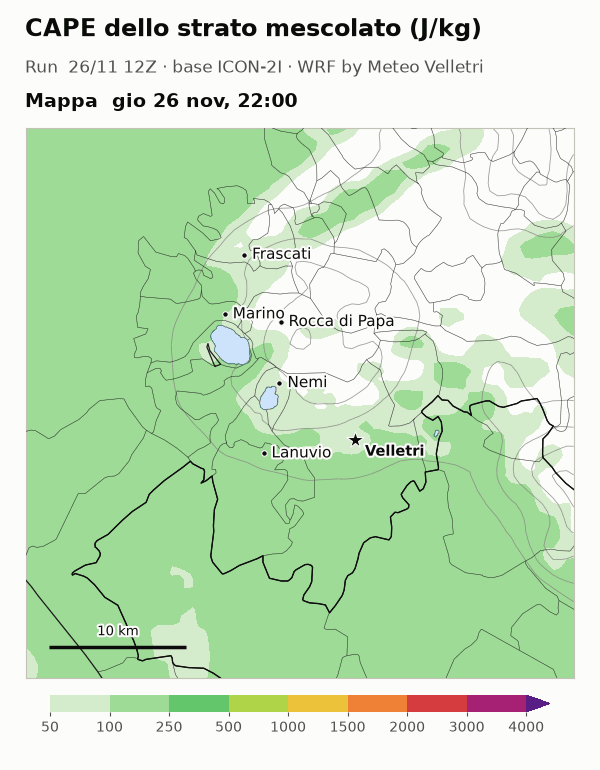 CAPE dello strato mescolato (J/kg)
Run  26/11 12Z · base ICON-2I · WRF by Meteo Velletri
Mappa  gio 26 nov, 22:00
Frascati
Marino
Rocca di Papa
Nemi
Velletri
Lanuvio
10 km
50 100 250 500 1000 1500 2000 3000 4000